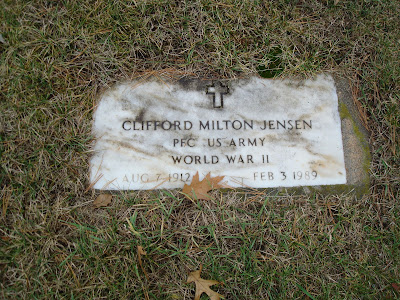 CLIFFORD MILTON JENSEN
PFC US ARMY
WORLD WAR II
AUG 7 1912 FEB 3 1989